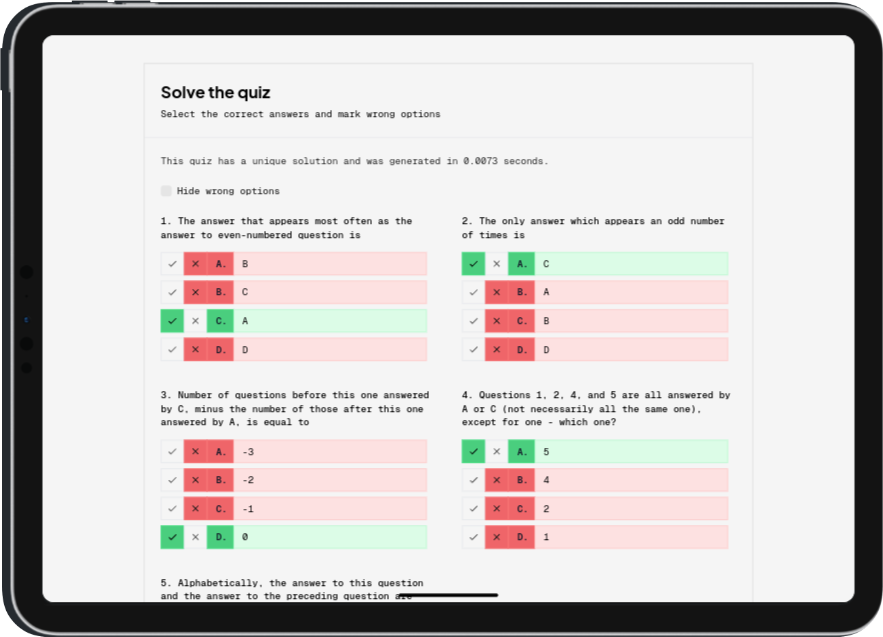 Solve the quiz
Select the correct answers and mark wrong options
This quiz has a unique solution and was generated in 0.0073 seconds.
Hide wrong options
1. The answer that appears most often as the
answer to even-numbered question is
A. B
B. C
C. A
D. D
2. The only answer which appears an odd number
of times is
A. C
B. A
C. B
D. D
3. Number of questions before this one answered
by C, minus the number of those after this one
answered by A, is equal to
A. -3
B. -2
C. -1
D. 0
4. Questions 1, 2, 4, and 5 are all answered by
A or C (not necessarily all the same one),
except for one - which one?
A. 5
B. 4
C. 2
D. 1
5. Alphabetically, the answer to this question
and the answer to the preceding question are